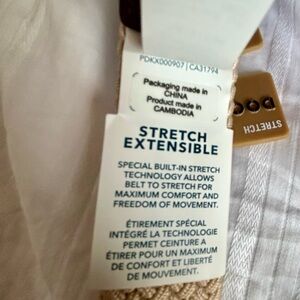 PDKX000907 | CA31794
Packaging made in
CHINA
Product made in
CAMBODIA
STRETCH
EXTENSIBLE
SPECIAL BUILT-IN STRETCH
TECHNOLOGY ALLOWS
BELT TO STRETCH FOR
MAXIMUM COMFORT AND
FREEDOM OF MOVEMENT.
ÉTIREMENT SPÉCIAL
INTÉGRÉ LA TECHNOLOGIE
PERMET CEINTURE A
ÉTIRER POUR UN MAXIMUM
DE CONFORT ET LIBERTÉ
DE MOUVEMENT.
STRETCH